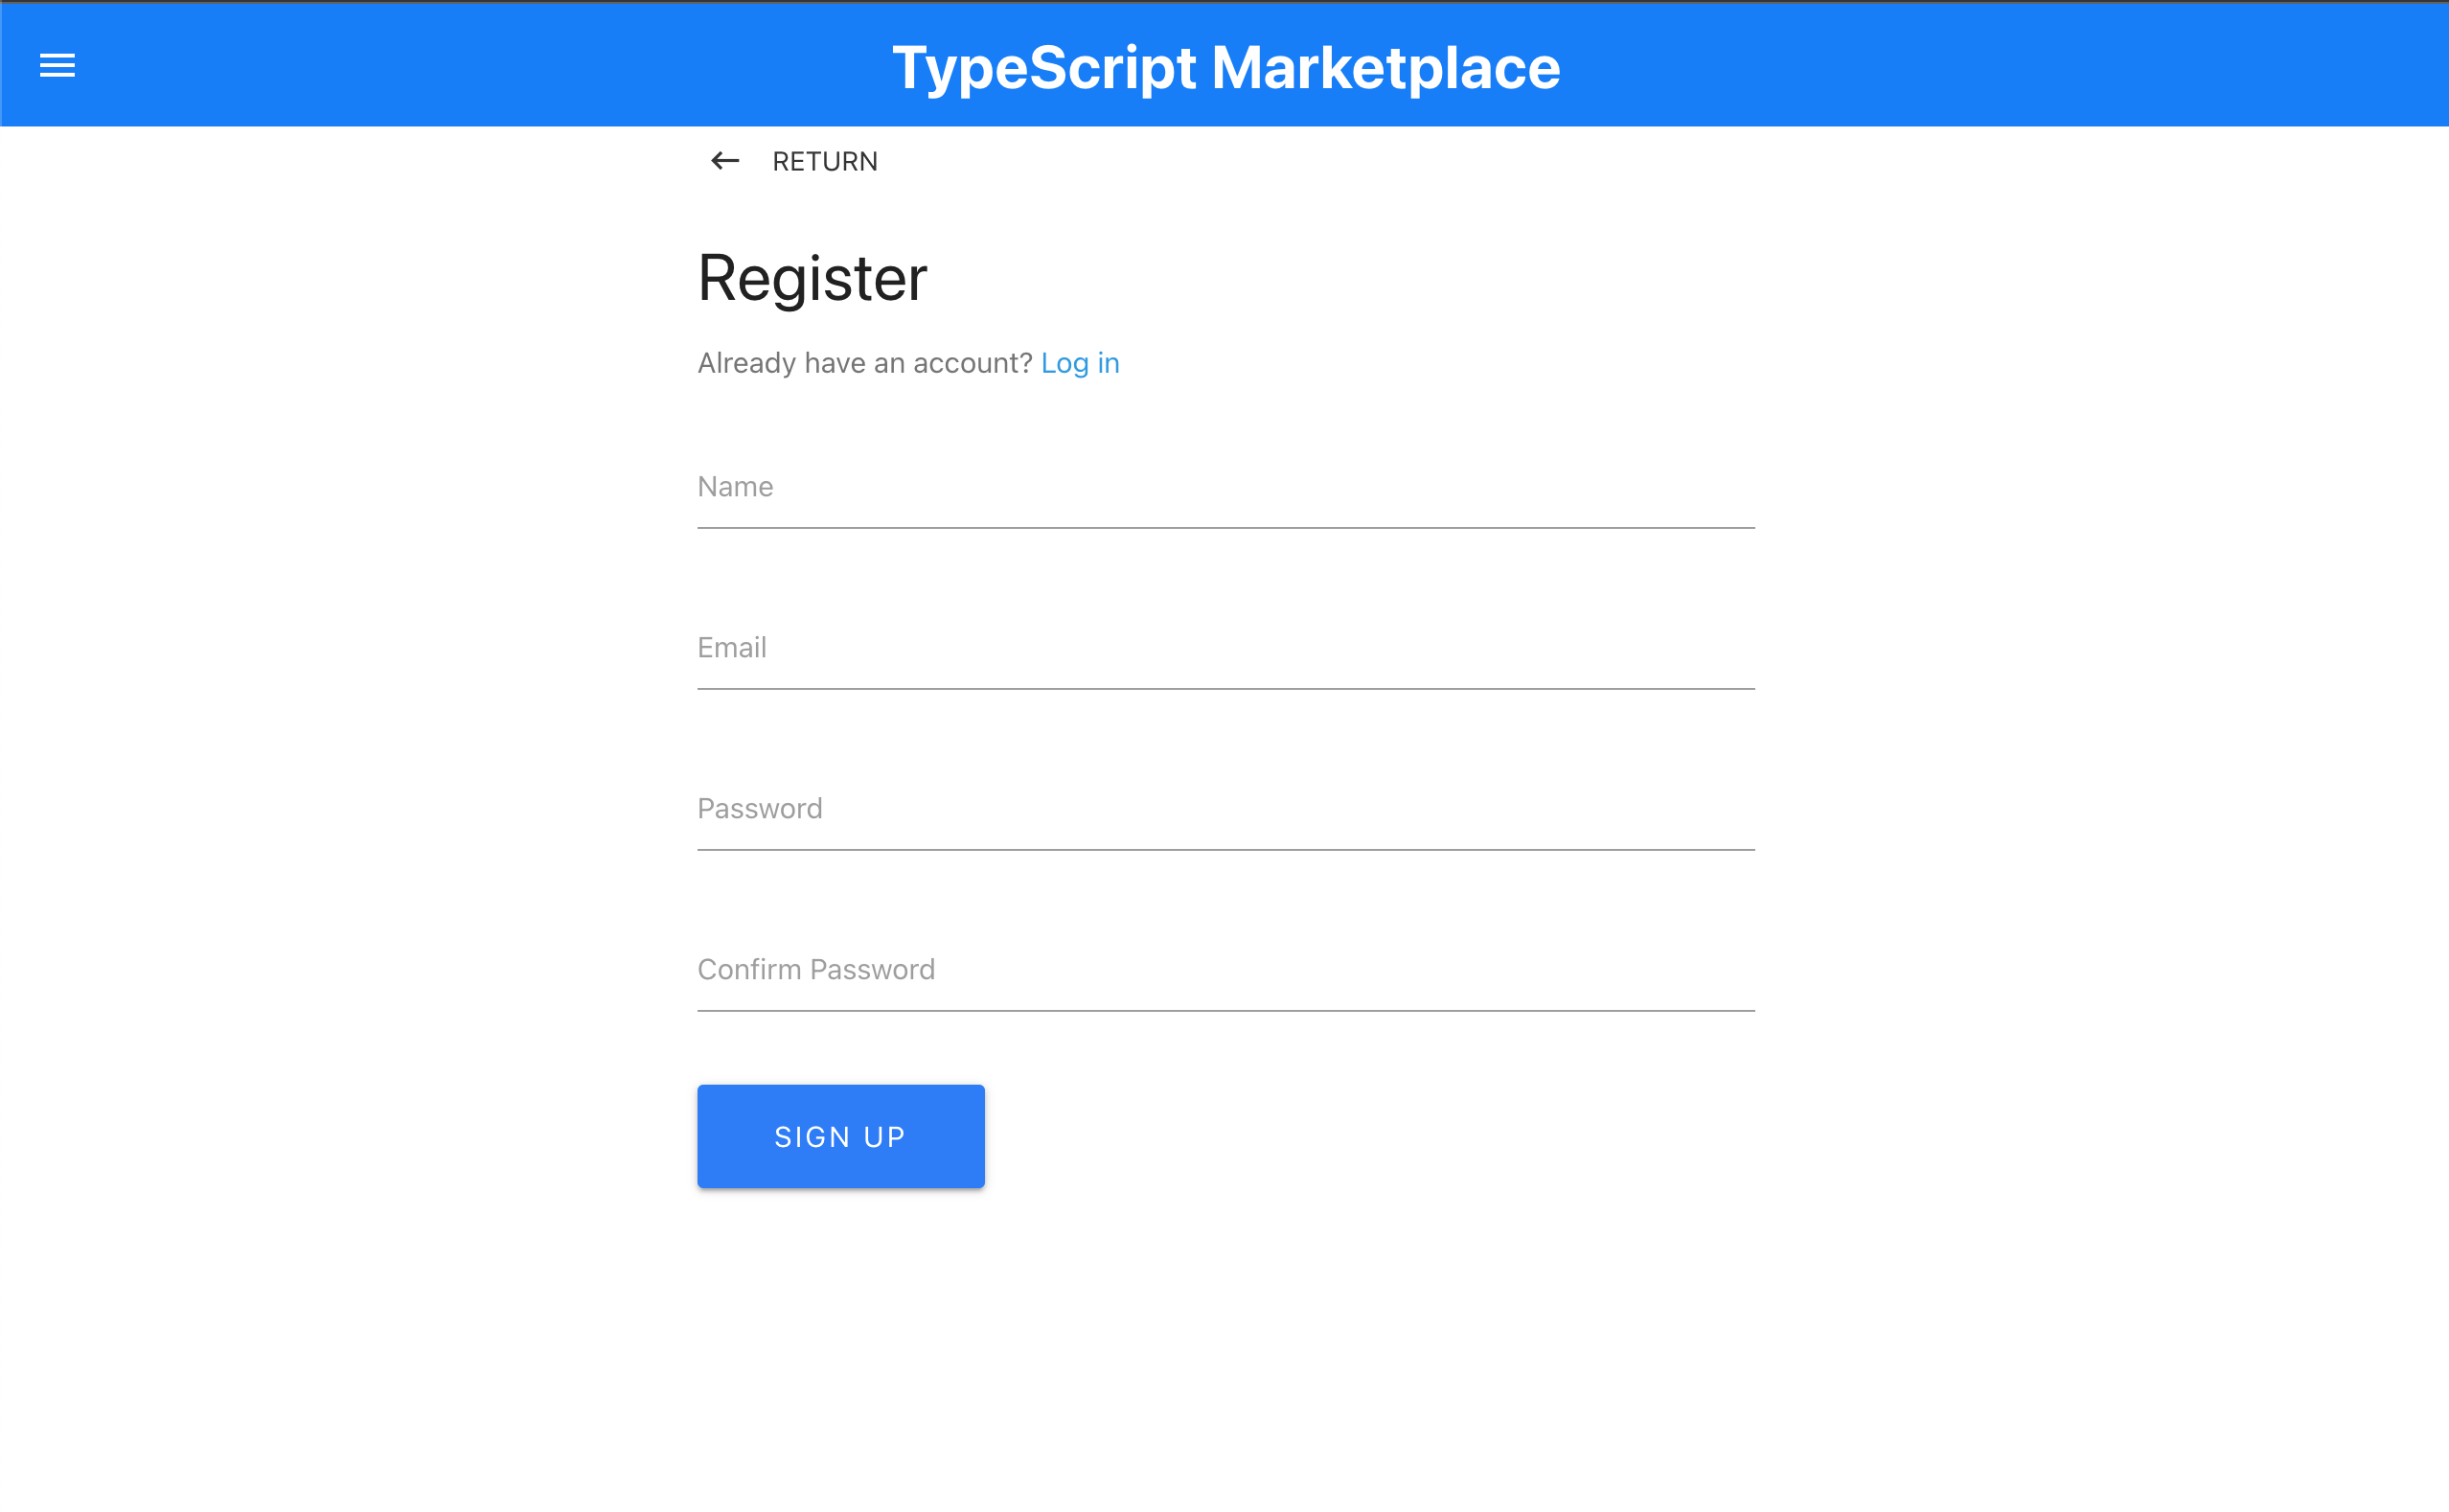 TypeScript Marketplace
RETURN
Register
Already have an account? Log in
Name
Email
Password
Confirm Password
SIGN UP